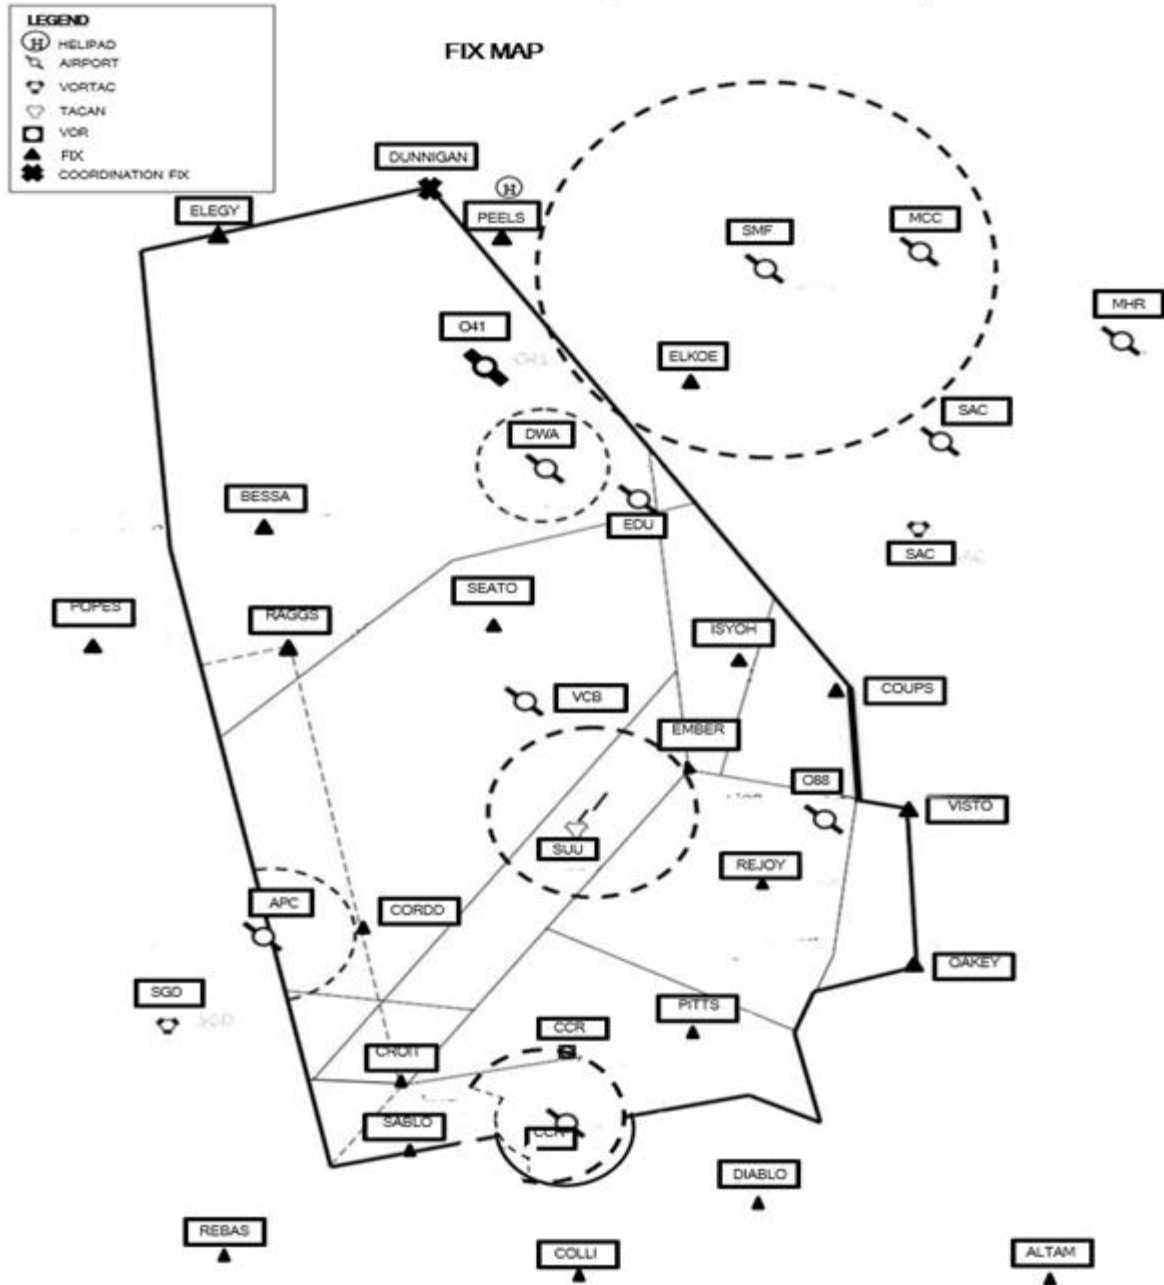 LEGEND
HELIPAD
AIRPORT
VORTAC
TACAN
VOR
FIX
COORDINATION FIX
FIX MAP
DUNNIGAN
H
ELEGY
PEELS
SMF
MCC
MHR
O41
ELKOE
SAC
DWA
BESSA
EDU
SAC
SEATO
POPES
RAGGS
ISYOH
COUPS
VCB
EMBER
O88
VISTO
SUU
REJOY
APC
CORDD
OAKEY
SGD
PITTS
CCR
CROIT
SABLO
CCR
DIABLO
REBAS
COLLI
ALTAM